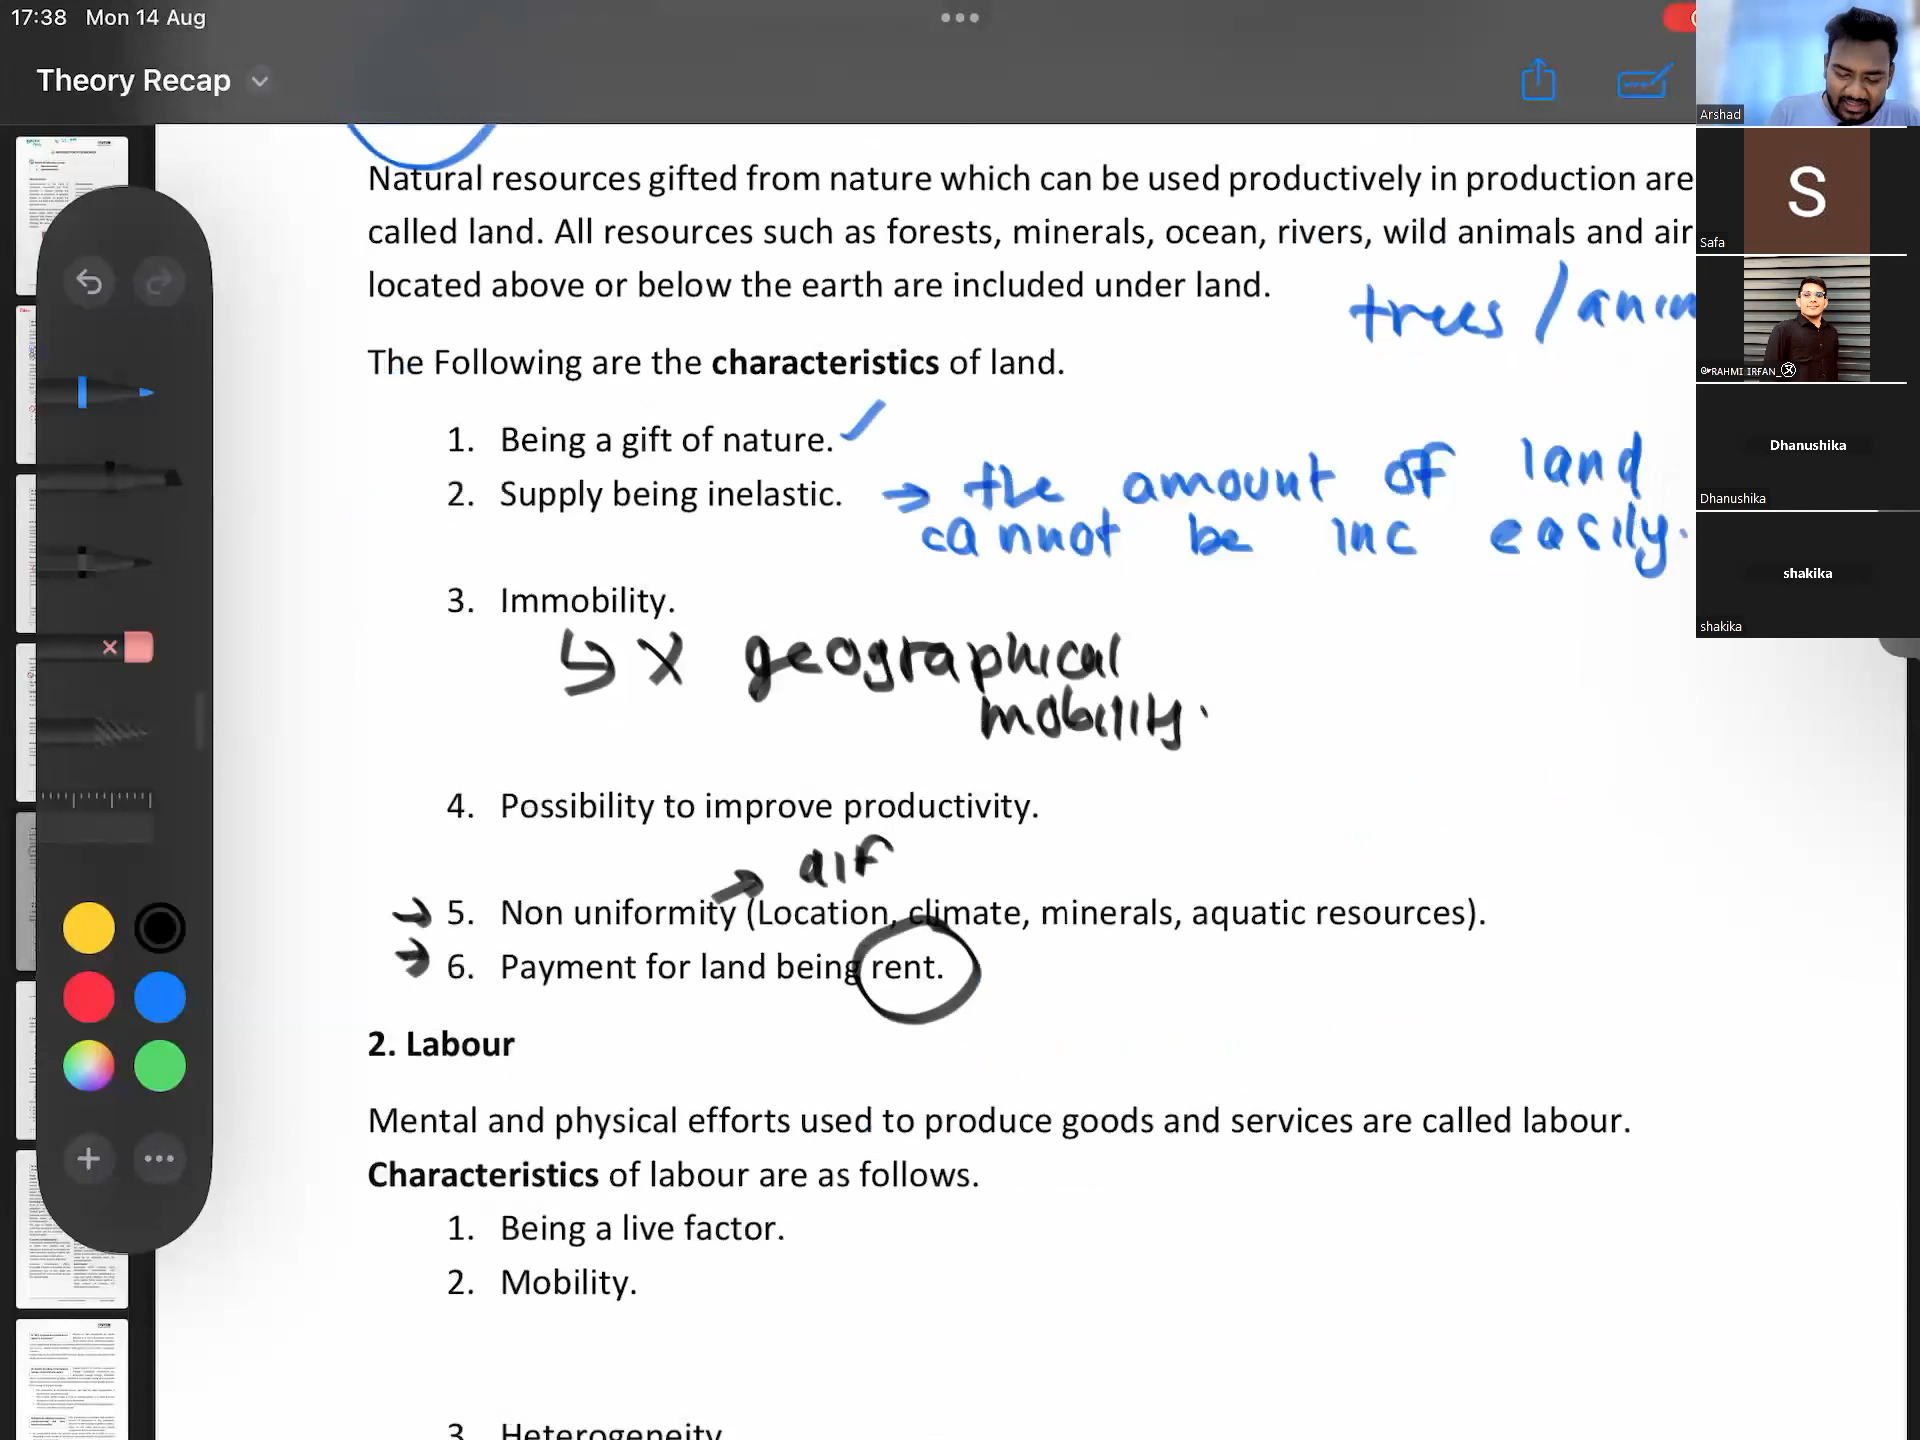 17:38 Mon 14 Aug
Theory Recap
Arshad
Natural resources gifted from nature which can be used productively in production are
called land. All resources such as forests, minerals, ocean, rivers, wild animals and air
S
Safa
located above or below the earth are included under land.
trees / anim
The Following are the characteristics of land.
RAHMI IRFAN_
1. Being a gift of nature.
Dhanushika
2. Supply being inelastic. → the amount of land
Dhanushika
cannot be inc easily.
shakika
3. Immobility.
shakika
↳ X geographical
mobility.
4. Possibility to improve productivity.
→ dif
→ 5. Non uniformity (Location, climate, minerals, aquatic resources).
→ 6. Payment for land being rent.
2. Labour
Mental and physical efforts used to produce goods and services are called labour.
Characteristics of labour are as follows.
1. Being a live factor.
2. Mobility.
3. Heterogeneity